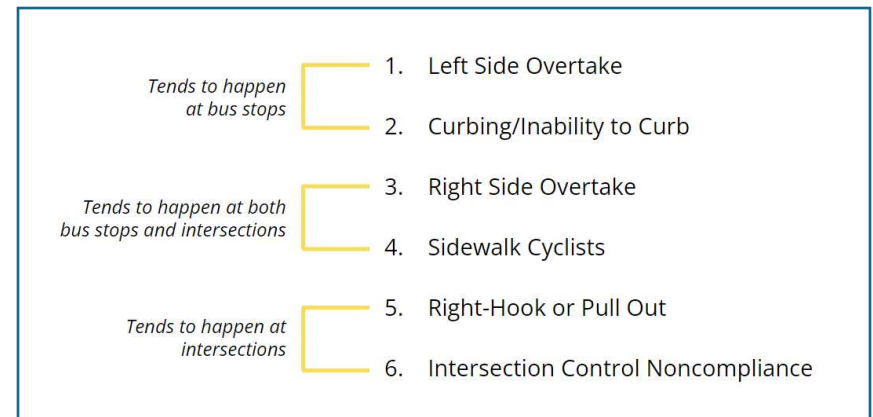 1. Left Side Overtake
Tends to happen
at bus stops
2. Curbing/Inability to Curb
3. Right Side Overtake
Tends to happen at both
bus stops and intersections
4. Sidewalk Cyclists
5. Right-Hook or Pull Out
Tends to happen at
intersections
6. Intersection Control Noncompliance